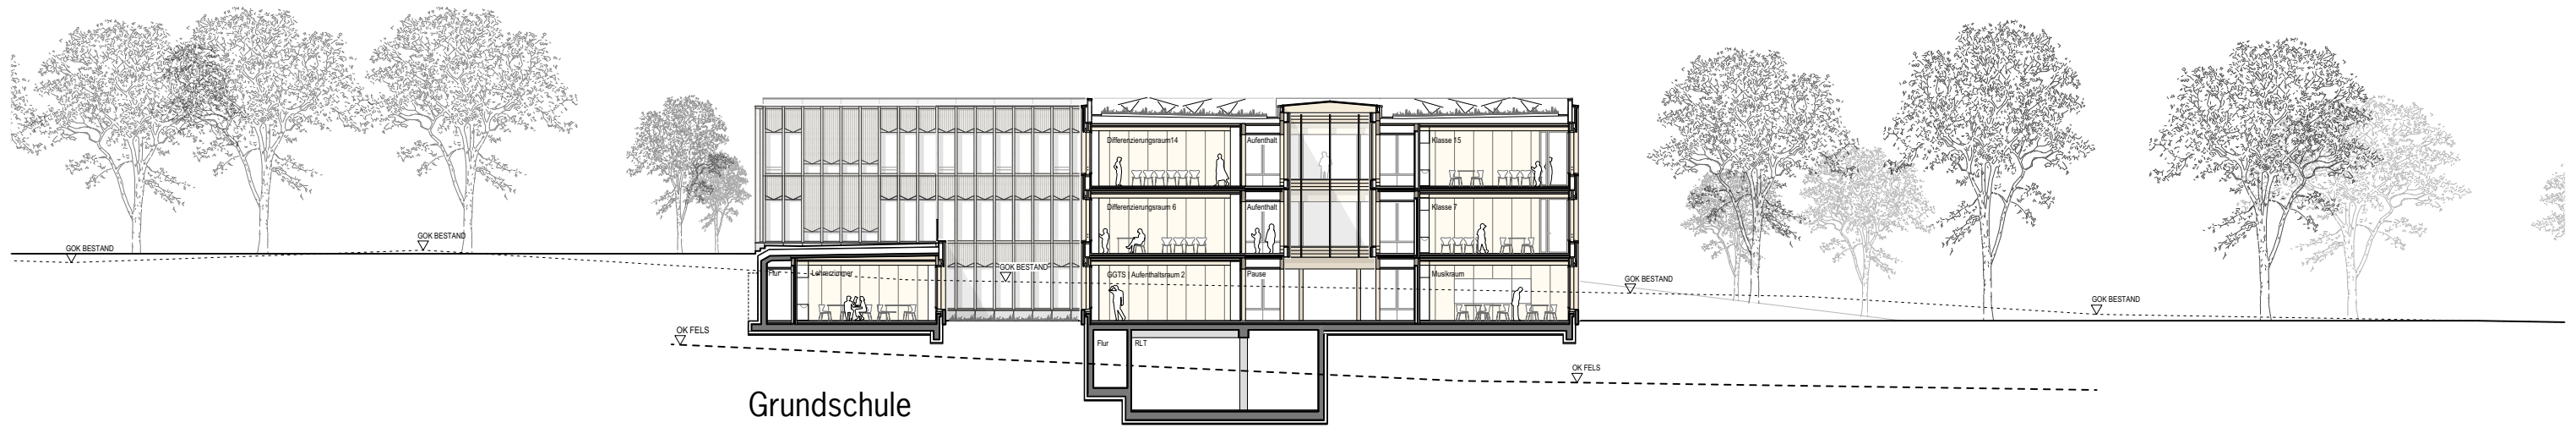 Differenzierungsraum14
Aufenthalt
Klasse 15
Differenzierungsraum 6
Aufenthalt
Klasse 7
GOK BESTAND
GOK BESTAND
GOK BESTAND
Flur
Lehrerzimmer
GGTS | Aufenthaltsraum 2
Pause
Musikraum
GOK BESTAND
GOK BESTAND
OK FELS
Flur
RLT
OK FELS
Grundschule